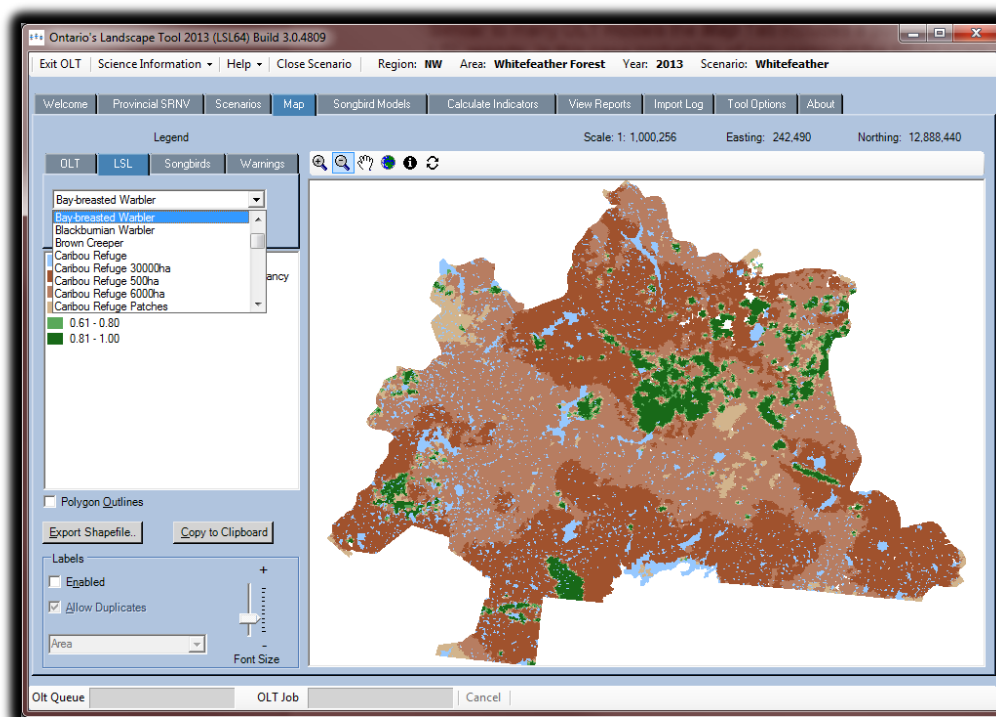 Ontario's Landscape Tool 2013 (LSL64) Build 3.0.4809
Exit OLT Science Information Help Close Scenario Region: NW Area: Whitefeather Forest Year: 2013 Scenario: Whitefeather
Welcome Provincial SRNV Scenarios Map Songbird Models Calculate Indicators View Reports Import Log Tool Options About
Legend Scale: 1: 1,000,256 Easting: 242,490 Northing: 12,888,440
OLT LSL Songbirds Warnings
Bay-breasted Warbler
Bay-breasted Warbler
Blackburnian Warbler
Brown Creeper
Caribou Refuge
Caribou Refuge 30000ha
Caribou Refuge 500ha
Caribou Refuge 6000ha
Caribou Refuge Patches
ancy
0.61 - 0.80
0.81 - 1.00
Polygon Outlines
Export Shapefile.. Copy to Clipboard
Labels
+
Enabled
Allow Duplicates
Area
-
Font Size
Olt Queue OLT Job Cancel